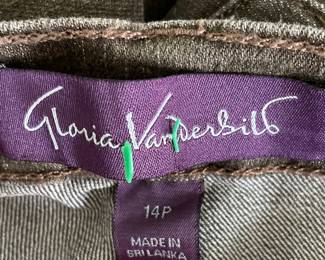 Gloria Vanderbilt
14P
MADE IN
SRI LANKA